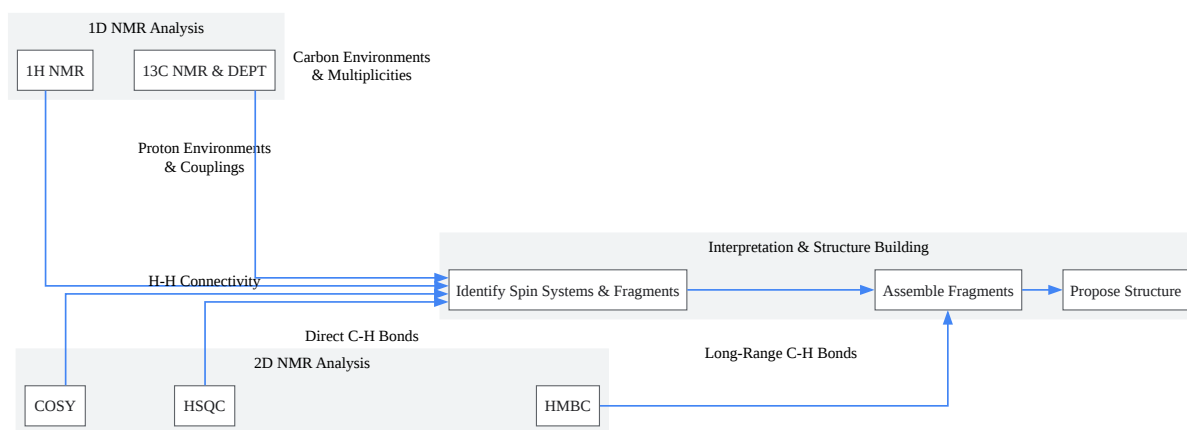 1D NMR Analysis
1H NMR
13C NMR & DEPT
Carbon Environments
& Multiplicities
Proton Environments
& Couplings
Interpretation & Structure Building
H-H Connectivity
Identify Spin Systems & Fragments
Assemble Fragments
Propose Structure
Direct C-H Bonds
Long-Range C-H Bonds
2D NMR Analysis
COSY
HSQC
HMBC